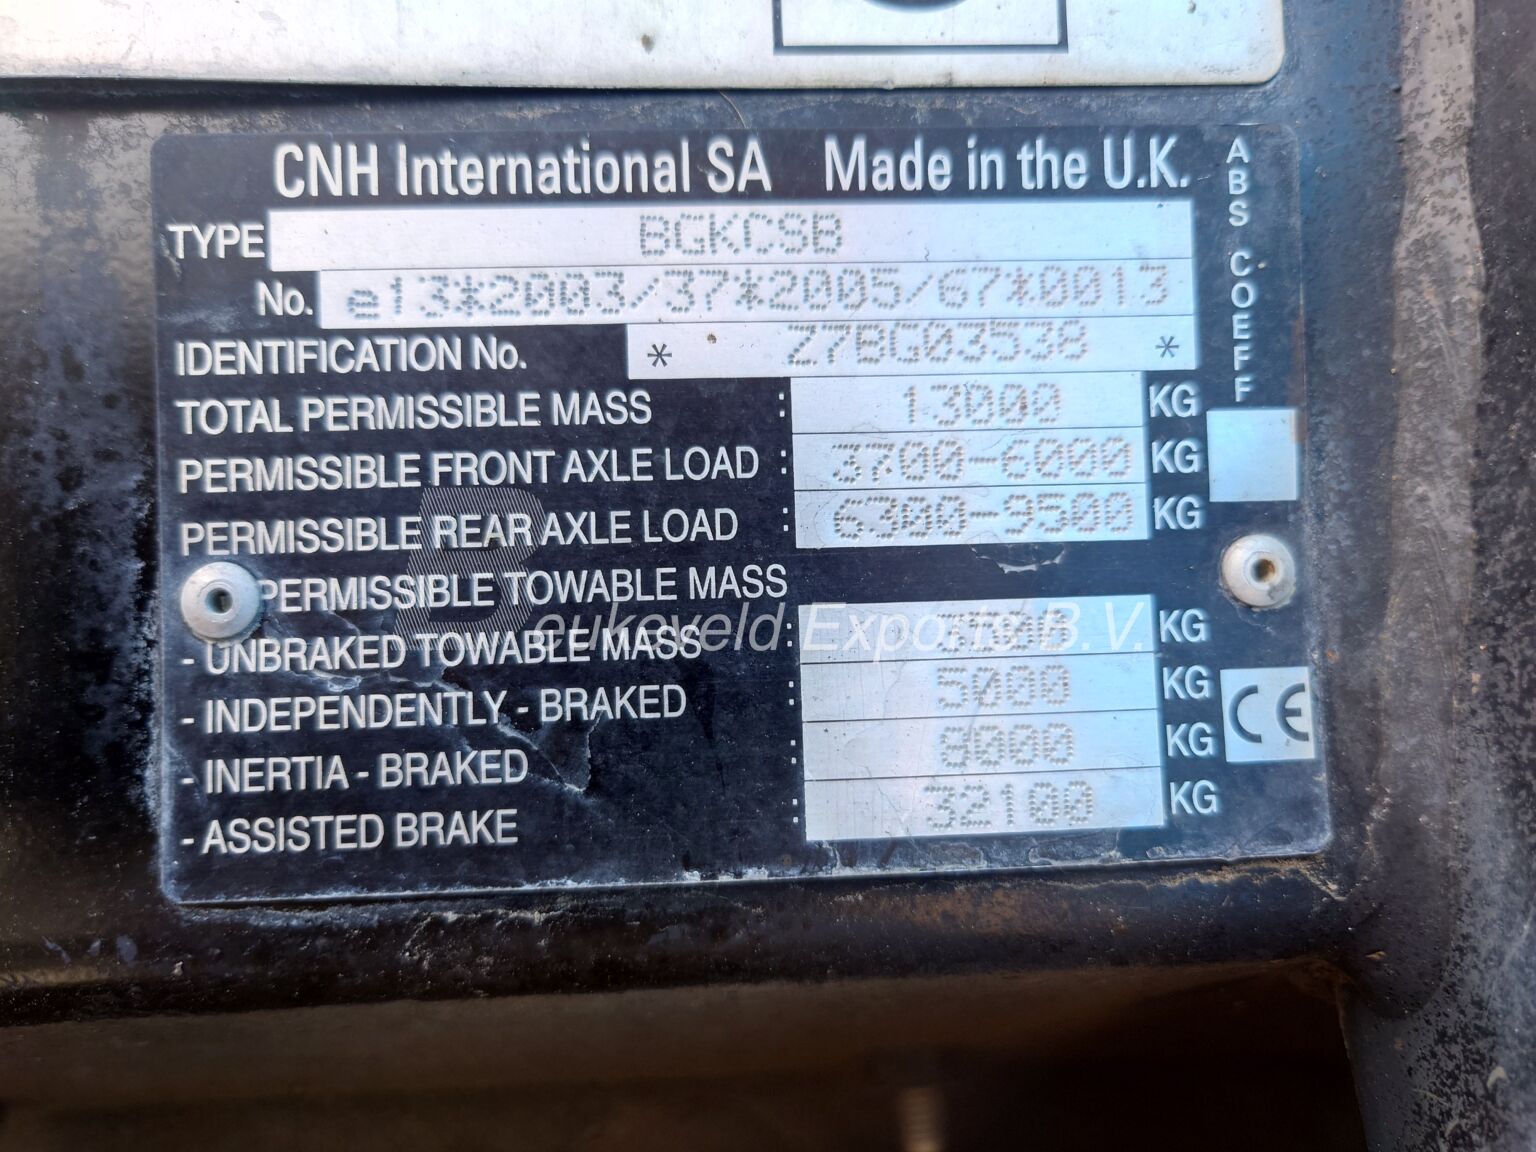 CNH International SA Made in the U.K.
TYPE BGKCSB
No. e13*2003/37*2005/67*0013
IDENTIFICATION No. * Z7BG03538 *
TOTAL PERMISSIBLE MASS : 13000 KG
PERMISSIBLE FRONT AXLE LOAD : 3700-6000 KG
PERMISSIBLE REAR AXLE LOAD : 6300-9500 KG
PERMISSIBLE TOWABLE MASS
- UNBRAKED TOWABLE MASS : 3500 KG
- INDEPENDENTLY - BRAKED : 5000 KG
- INERTIA - BRAKED : 8000 KG
- ASSISTED BRAKE : 32100 KG
ABS COEFF
CE
Beukeveld Exports B.V.